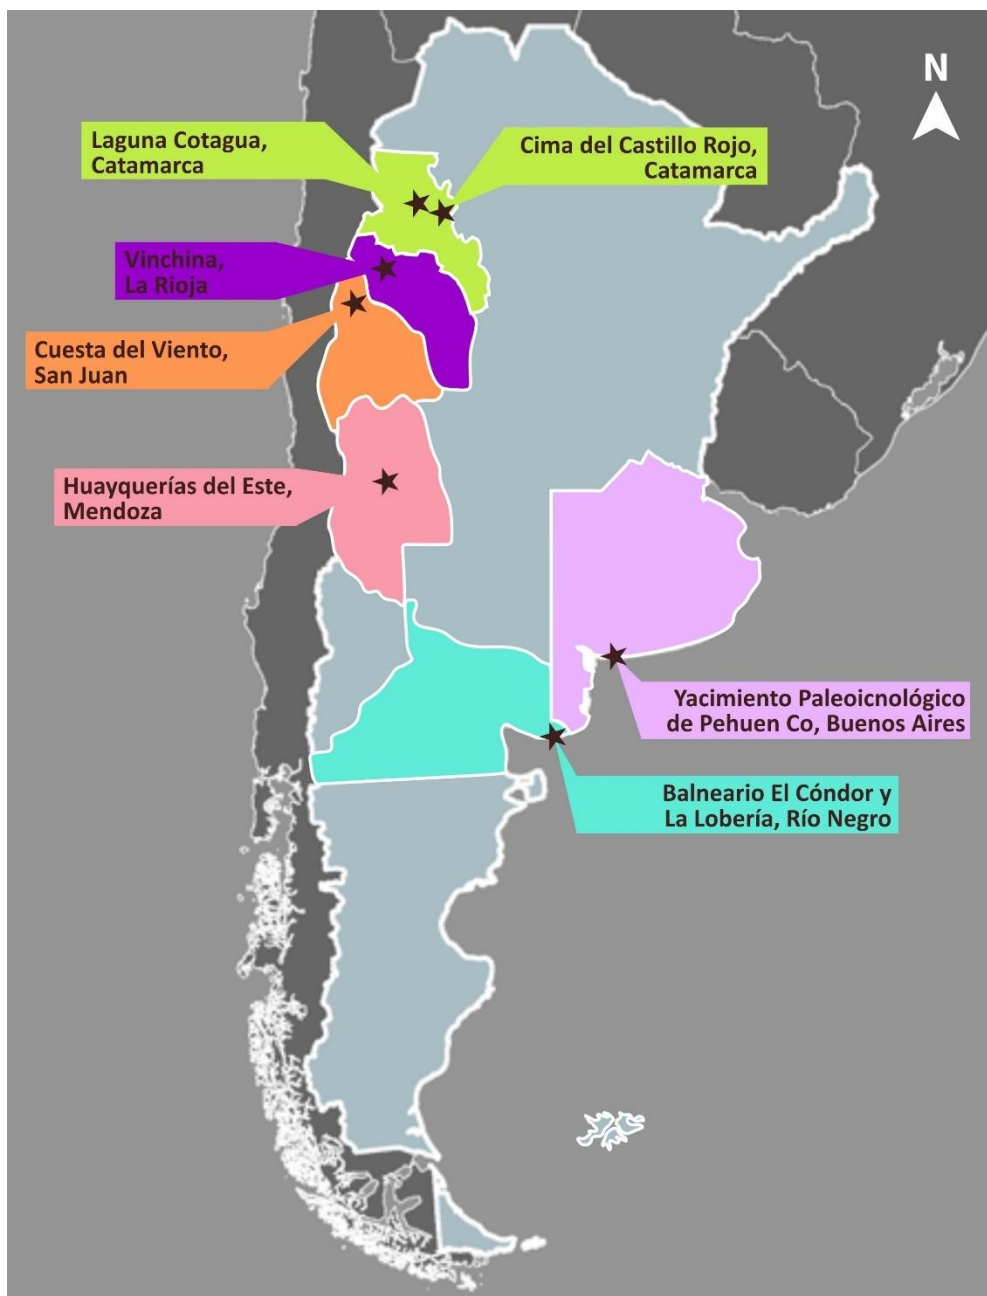 N
Laguna Cotagua,
Catamarca
Cima del Castillo Rojo,
Catamarca
Vinchina,
La Rioja
Cuesta del Viento,
San Juan
Huayquerías del Este,
Mendoza
Yacimiento Paleoicnológico
de Pehuen Co, Buenos Aires
Balneario El Cóndor y
La Lobería, Río Negro